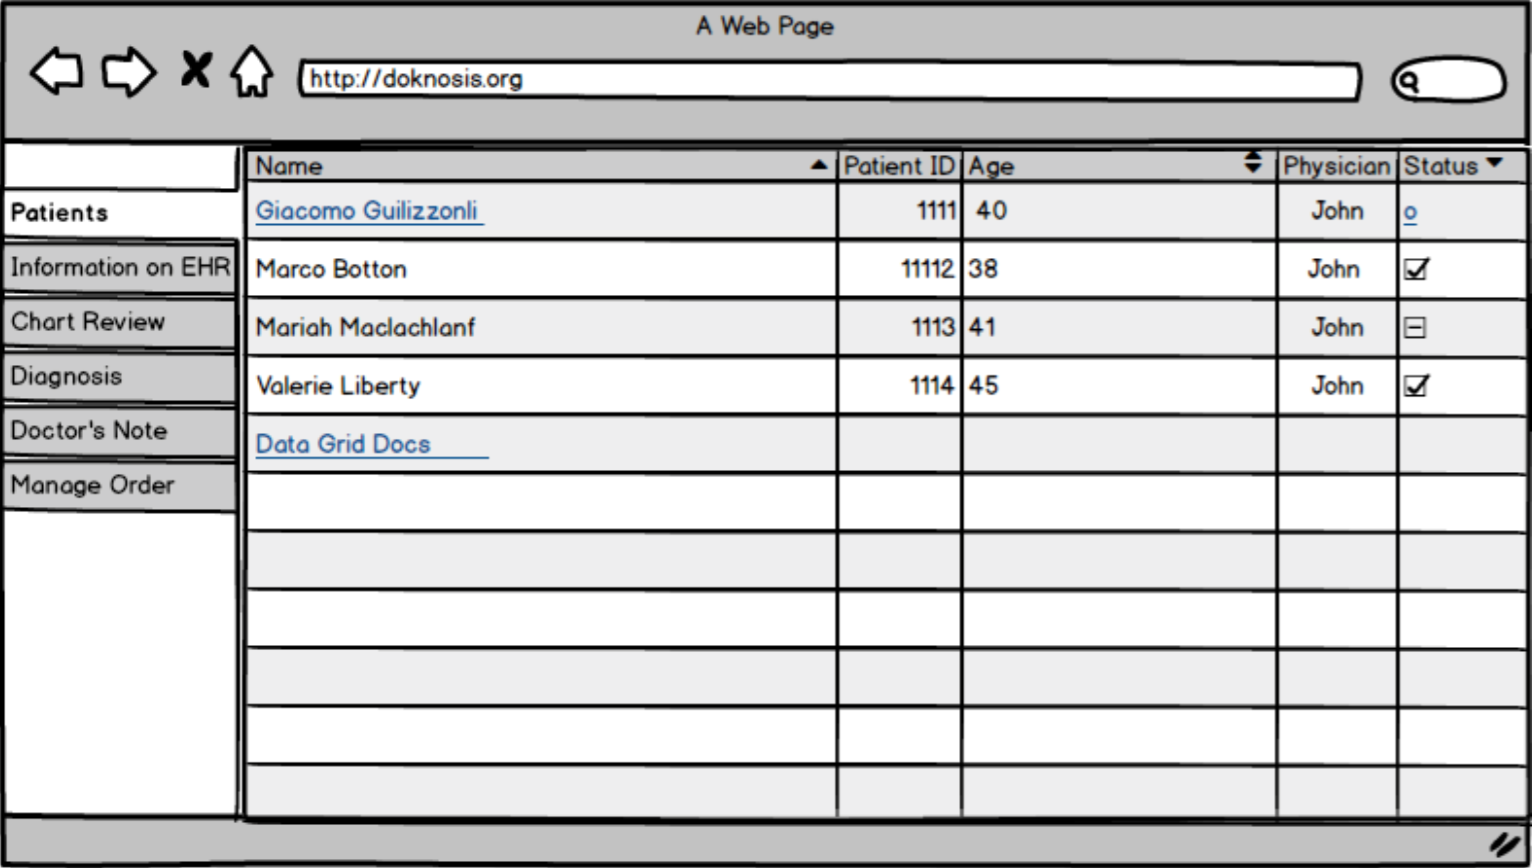 A Web Page
http://doknosis.org
Name Patient ID Age Physician Status
Patients
Information on EHR
Chart Review
Diagnosis
Doctor's Note
Manage Order
Giacomo Guilizzonli 1111 40 John o
Marco Botton 11112 38 John
Mariah Maclachlanf 1113 41 John
Valerie Liberty 1114 45 John
Data Grid Docs